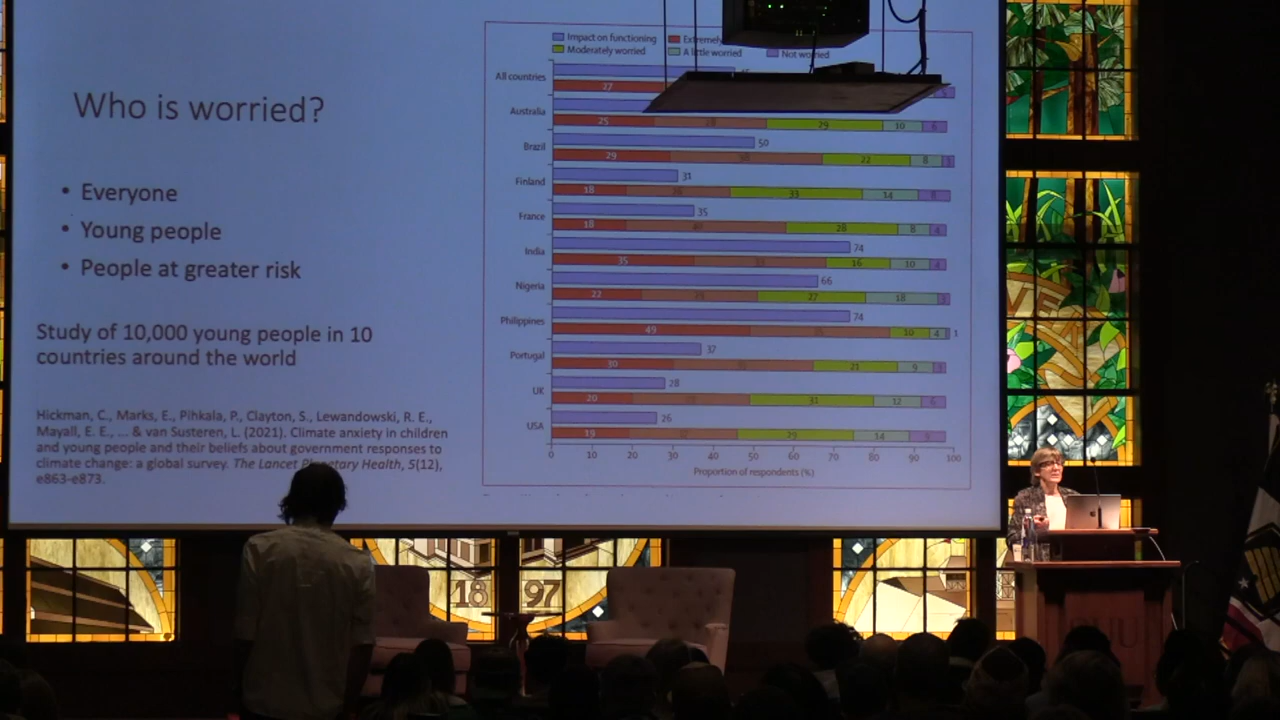 Who is worried?
• Everyone
• Young people
• People at greater risk
Study of 10,000 young people in 10
countries around the world
Hickman, C., Marks, E., Pihkala, P., Clayton, S., Lewandowski, R. E.,
Mayall, E. E., ... & van Susteren, L. (2021). Climate anxiety in children
and young people and their beliefs about government responses to
climate change: a global survey. The Lancet Planetary Health, 5(12),
e863-e873.
Impact on functioning Extremely
Moderately worried A little worried Not worried
All countries
27
Australia
25 29 10 6
Brazil 50
29 22 8
Finland 31
18 33 14 8
France 35
18 28 8 4
India 74
35 16 10 4
Nigeria 66
22 27 18 3
Philippines 74
49 10 4 1
Portugal 37
30 21 9
UK 28
20 31 12 6
USA 26
19 29 14 9
0 10 20 30 40 50 60 70 80 90 100
Proportion of respondents (%)
18 97